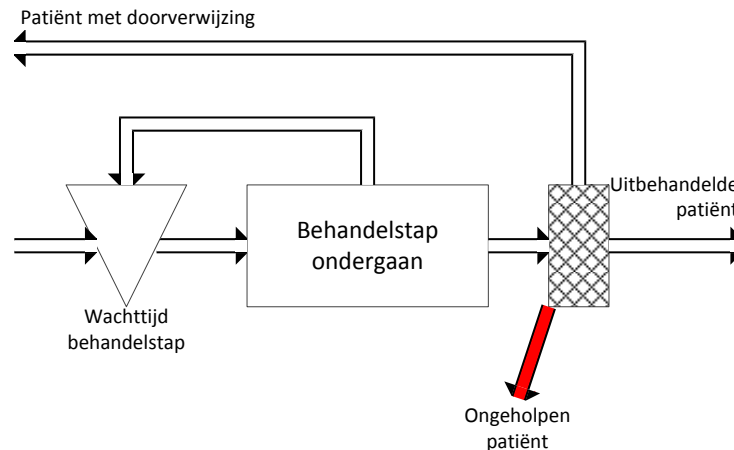 Patiënt met doorverwijzing
Uitbehandelde
patiënt
Behandelstap
ondergaan
Wachttijd
behandelstap
Ongeholpen
patiënt